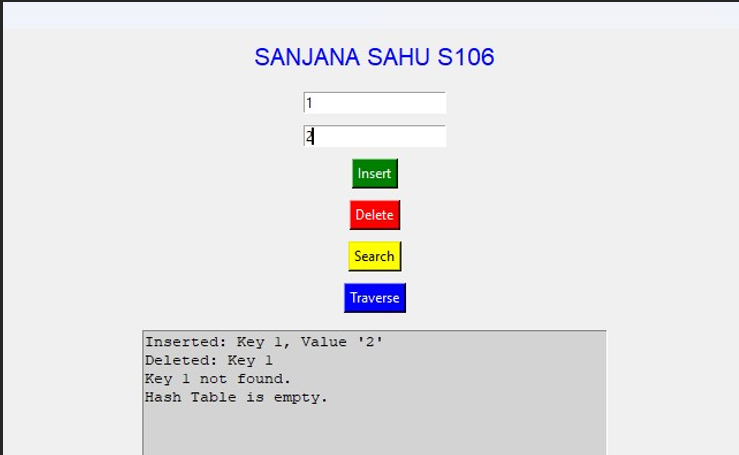 SANJANA SAHU S106
1
2
Insert
Delete
Search
Traverse
Inserted: Key 1, Value '2'
Deleted: Key 1
Key 1 not found.
Hash Table is empty.